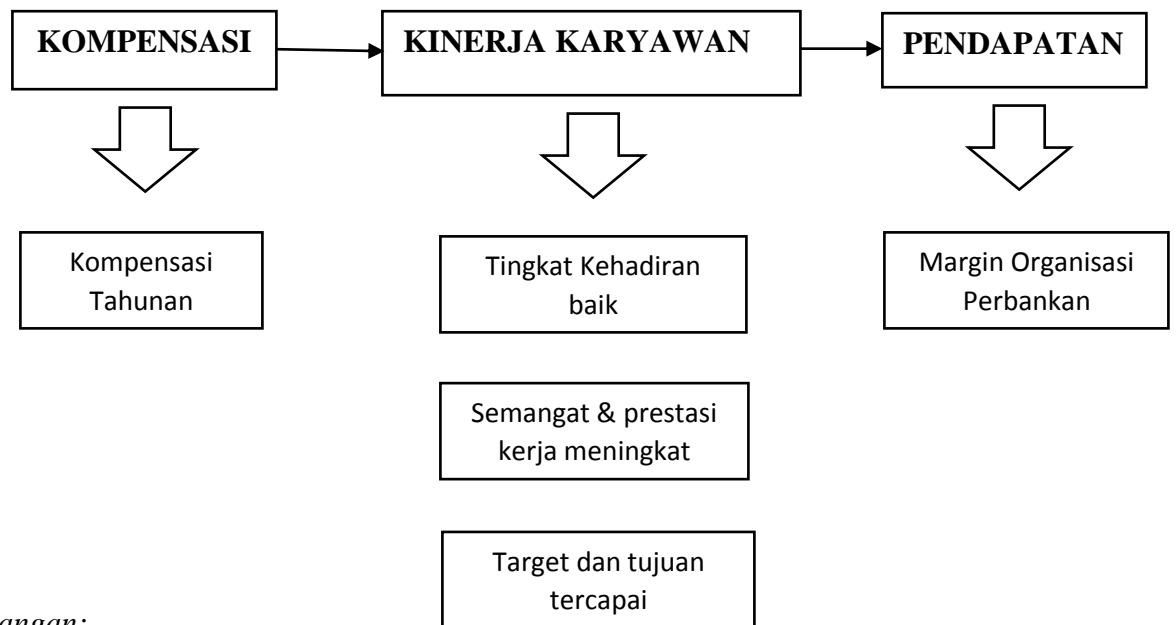 KOMPENSASI
KINERJA KARYAWAN
PENDAPATAN
Kompensasi
Tahunan
Tingkat Kehadiran
baik
Margin Organisasi
Perbankan
Semangat & prestasi
kerja meningkat
Target dan tujuan
tercapai